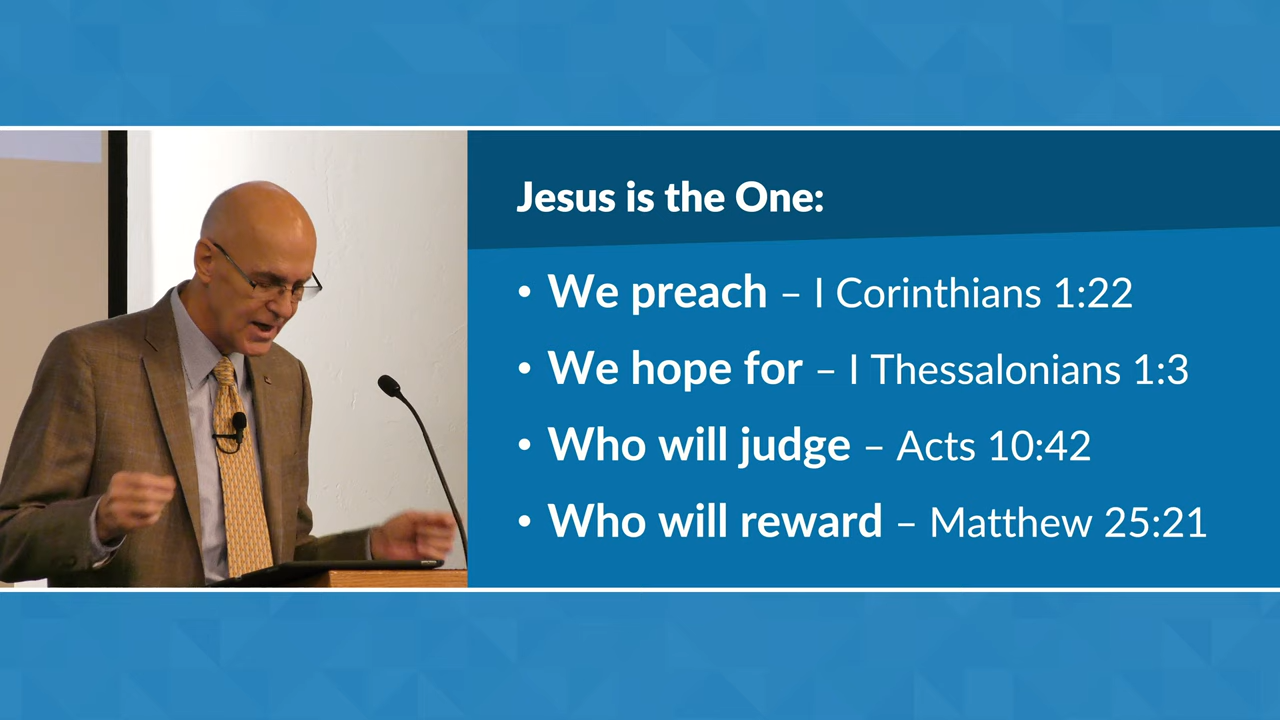 Jesus is the One:
• We preach – I Corinthians 1:22
• We hope for – I Thessalonians 1:3
• Who will judge – Acts 10:42
• Who will reward – Matthew 25:21